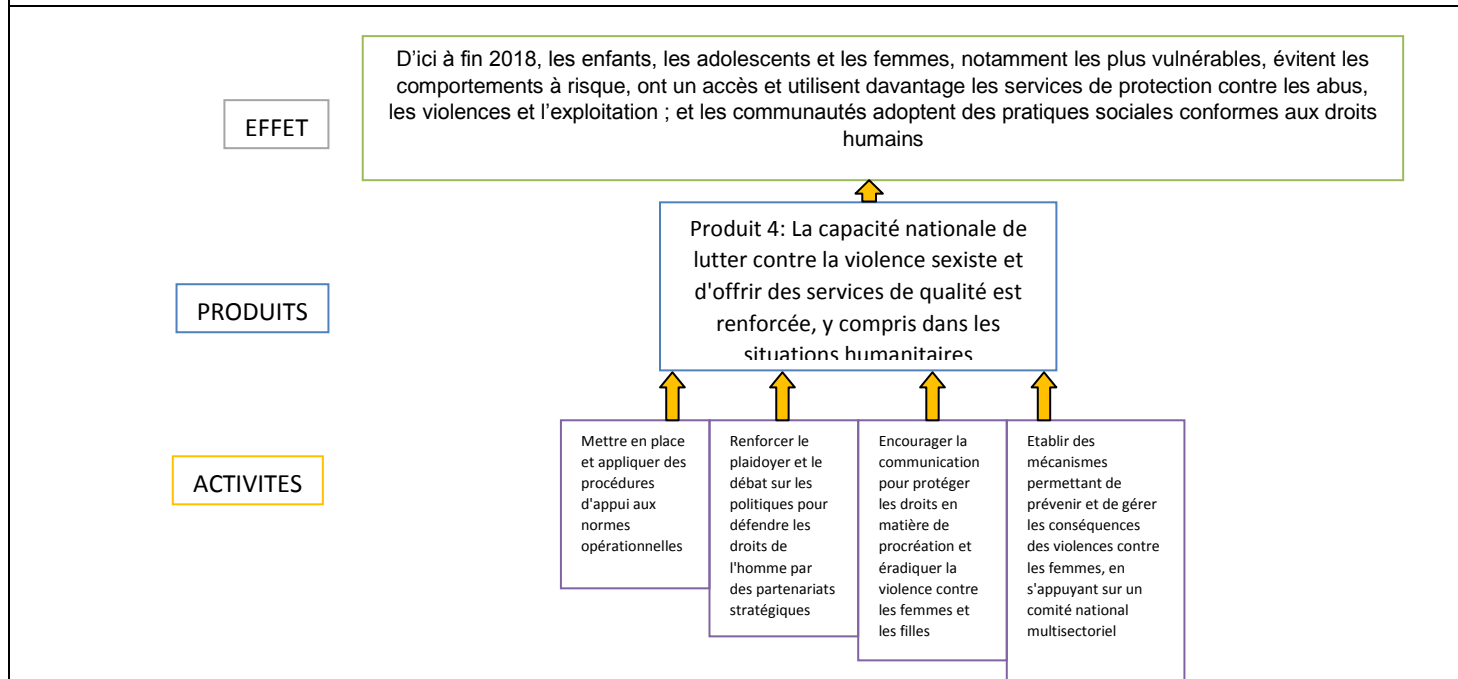 D'ici à fin 2018, les enfants, les adolescents et les femmes, notamment les plus vulnérables, évitent les
comportements à risque, ont un accès et utilisent davantage les services de protection contre les abus,
les violences et l'exploitation ; et les communautés adoptent des pratiques sociales conformes aux droits
humains
EFFET
Produit 4: La capacité nationale de
lutter contre la violence sexiste et
d'offrir des services de qualité est
renforcée, y compris dans les
situations humanitaires
PRODUITS
ACTIVITES
Mettre en place
et appliquer des
procédures
d'appui aux
normes
opérationnelles
Renforcer le
plaidoyer et le
débat sur les
politiques pour
défendre les
droits de
l'homme par
des partenariats
stratégiques
Encourager la
communication
pour protéger
les droits en
matière de
procréation et
éradiquer la
violence contre
les femmes et
les filles
Etablir des
mécanismes
permettant de
prévenir et de gérer
les conséquences
des violences contre
les femmes, en
s'appuyant sur un
comité national
multisectoriel